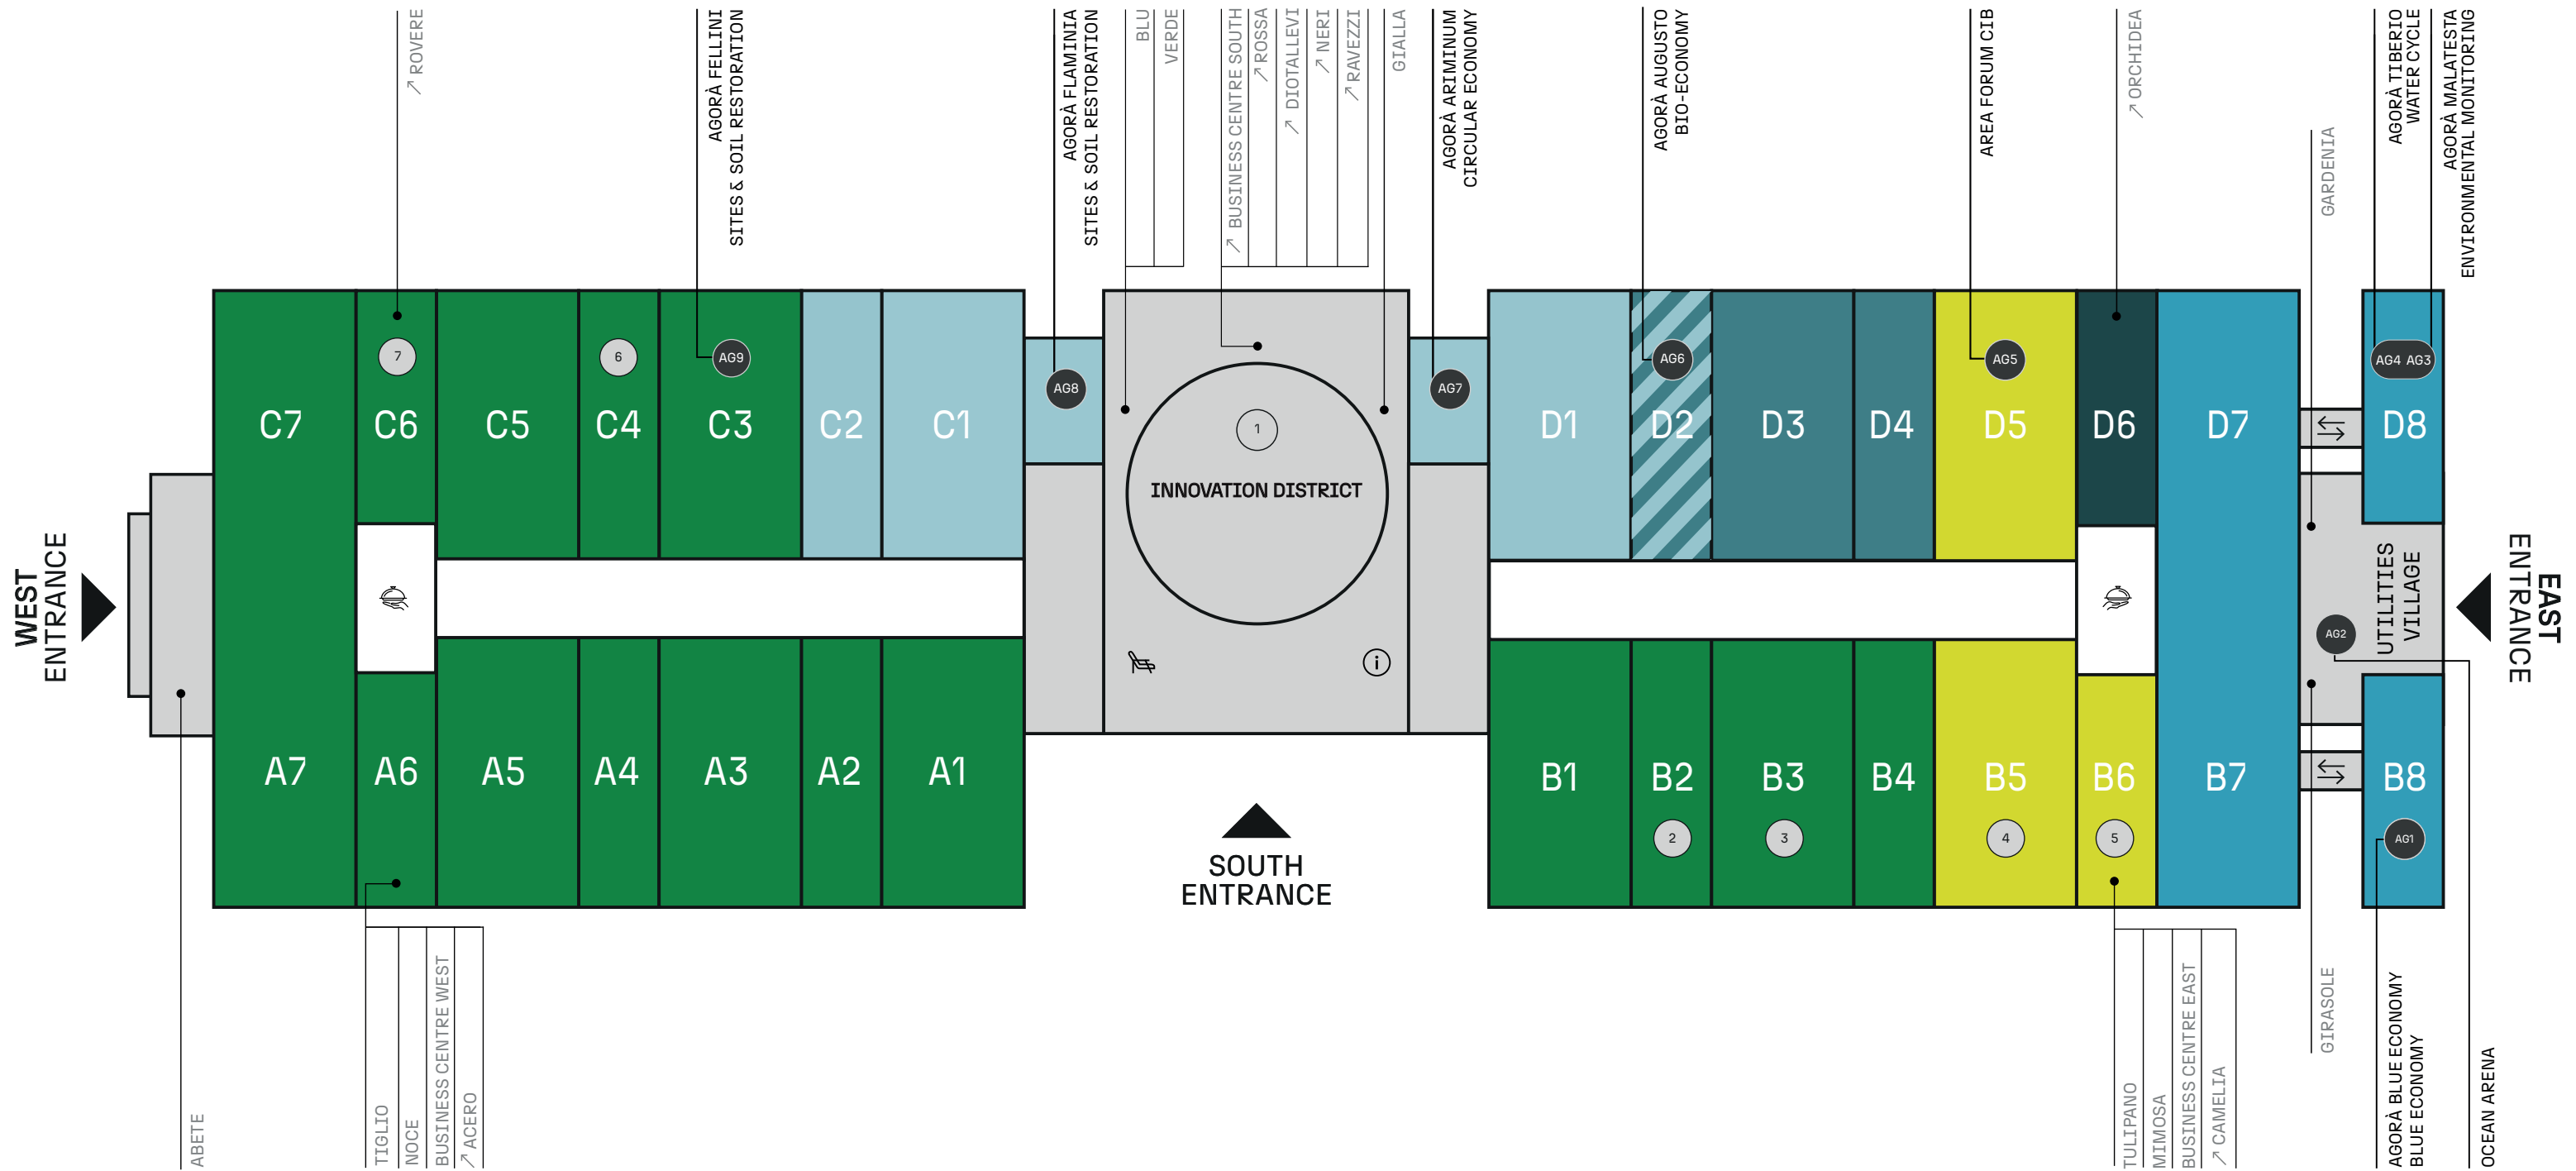 ↗ ROVERE
AGORÀ FELLINI
SITES & SOIL RESTORATION
AGORÀ FLAMINIA
SITES & SOIL RESTORATION
BLU
VERDE
↗ BUSINESS CENTRE SOUTH
↗ ROSSA
↗ DIOTALLEVI
↗ NERI
↗ RAVEZZI
GIALLA
AGORÀ ARIMINUM
CIRCULAR ECONOMY
AGORÀ AUGUSTO
BIO-ECONOMY
AREA FORUM CIB
↗ ORCHIDEA
GARDENIA
AGORÀ TIBERIO
WATER CYCLE
AGORÀ MALATESTA
ENVIRONMENTAL MONITORING
7
6
AG9
AG8
1
AG7
AG6
AG5
AG4 AG3
C7
C6
C5
C4
C3
C2
C1
INNOVATION DISTRICT
D1
D2
D3
D4
D5
D6
D7
D8
WEST
ENTRANCE
i
AG2
UTILITIES
VILLAGE
EAST
ENTRANCE
A7
A6
A5
A4
A3
A2
A1
B1
B2
B3
B4
B5
B6
B7
B8
2
3
4
5
AG1
SOUTH
ENTRANCE
ABETE
TIGLIO
NOCE
BUSINESS CENTRE WEST
↗ ACERO
TULIPANO
MIMOSA
BUSINESS CENTRE EAST
↗ CAMELIA
GIRASOLE
AGORÀ BLUE ECONOMY
BLUE ECONOMY
OCEAN ARENA